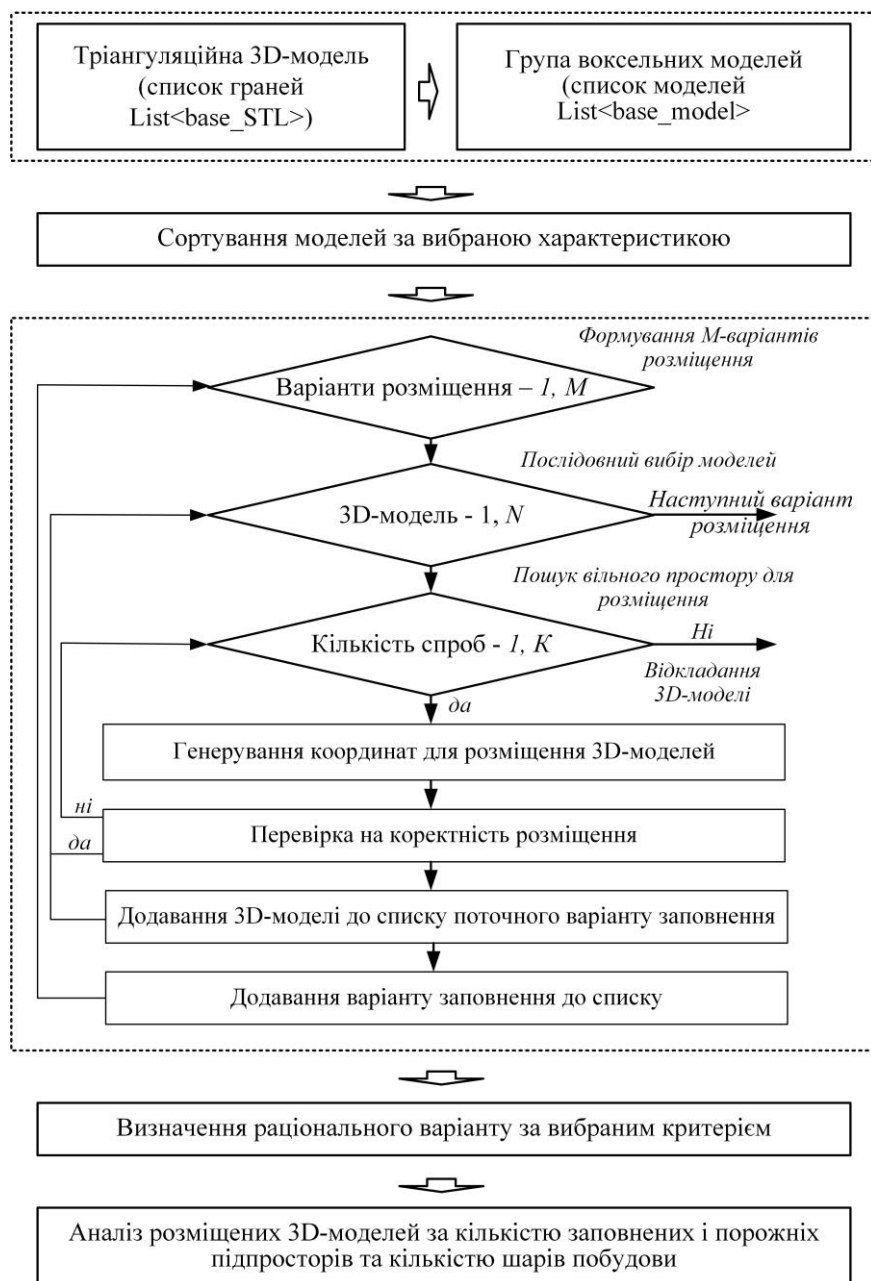 Тріангуляційна 3D-модель
(список граней
List<base_STL>)
Група воксельних моделей
(список моделей
List<base_model>
Сортування моделей за вибраною характеристикою
Формування М-варіантів
розміщення
Варіанти розміщення – 1, M
Послідовний вибір моделей
3D-модель - 1, N
Наступний варіант
розміщення
Пошук вільного простору для
розміщення
Кількість спроб - 1, К
Ні
Відкладання
3D-моделі
да
Генерування координат для розміщення 3D-моделей
ні
Перевірка на коректність розміщення
да
Додавання 3D-моделі до списку поточного варіанту заповнення
Додавання варіанту заповнення до списку
Визначення раціонального варіанту за вибраним критерієм
Аналіз розміщених 3D-моделей за кількістю заповнених і порожніх
підпросторів та кількістю шарів побудови